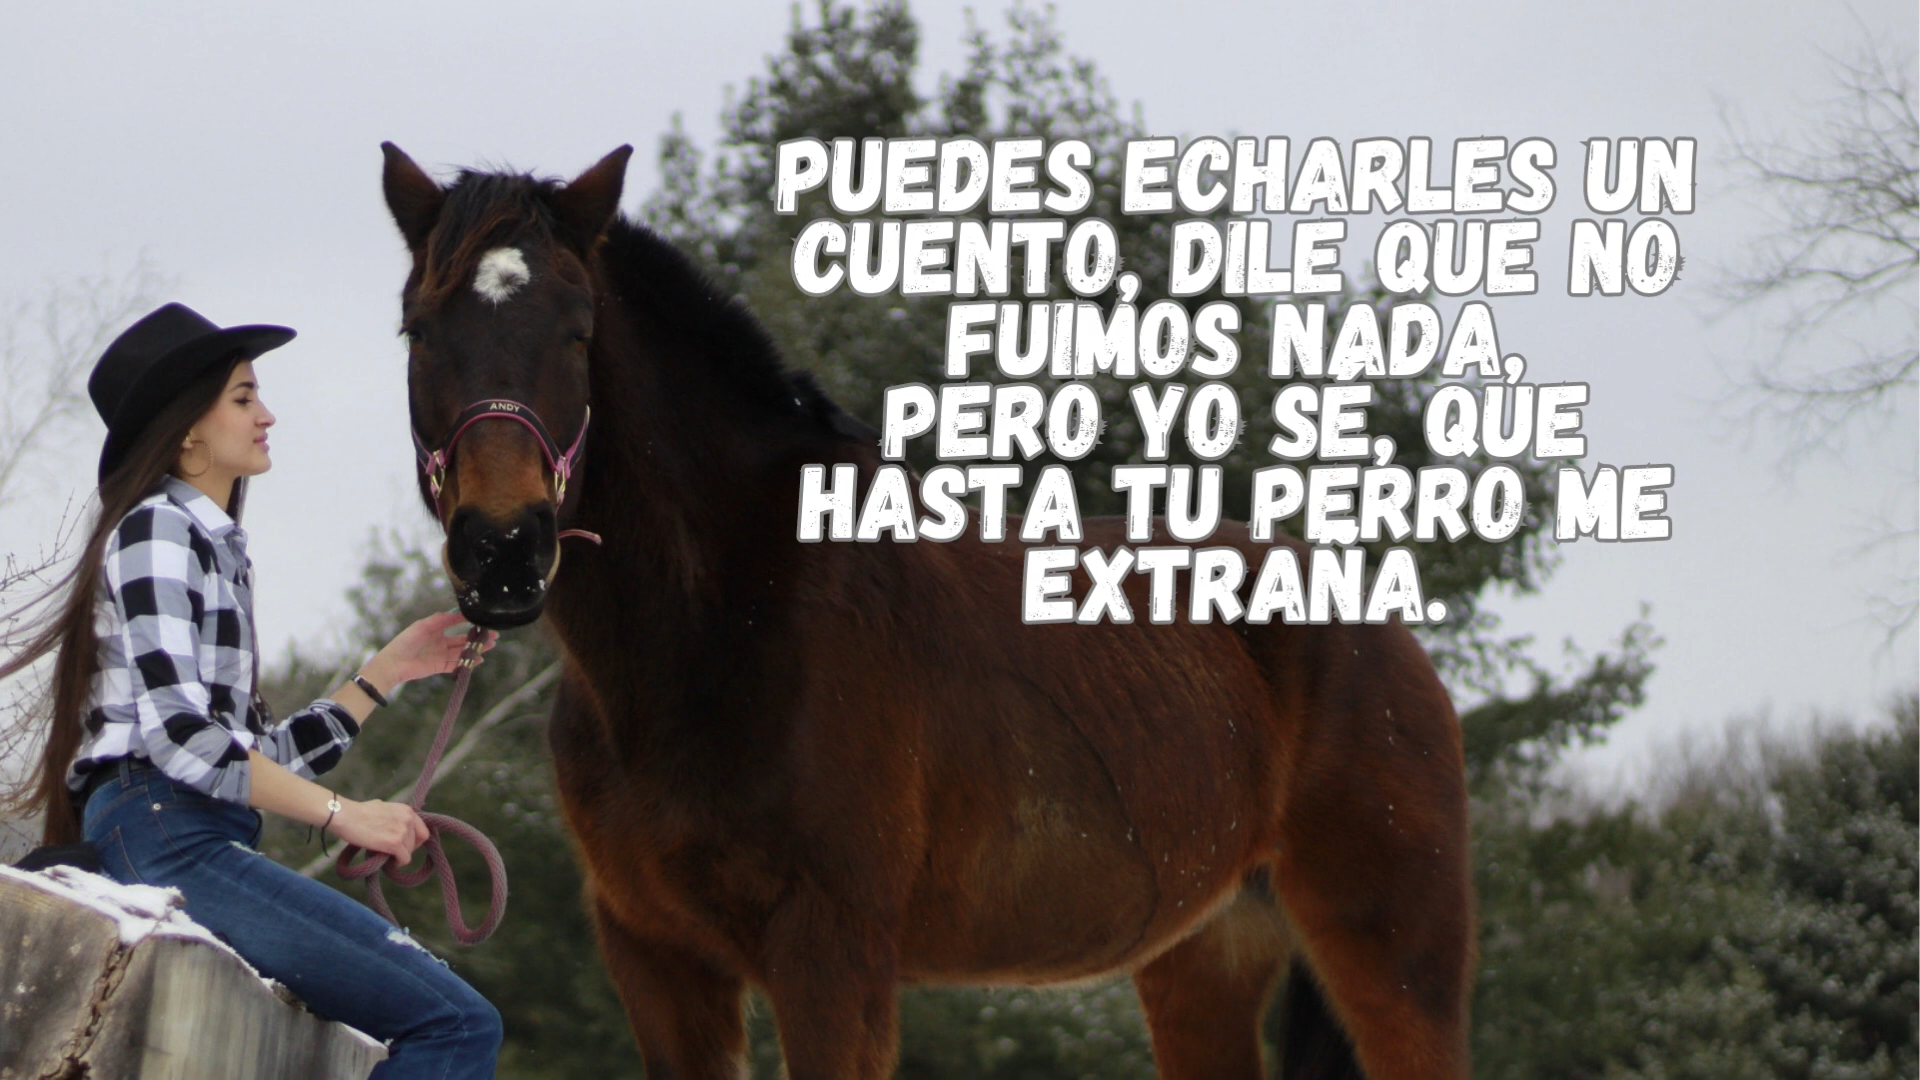 PUEDES ECHARLES UN
CUENTO, DILE QUE NO
FUIMOS NADA,
PERO YO SÉ, QUE
HASTA TU PERRO ME
EXTRAÑA.
ANDY